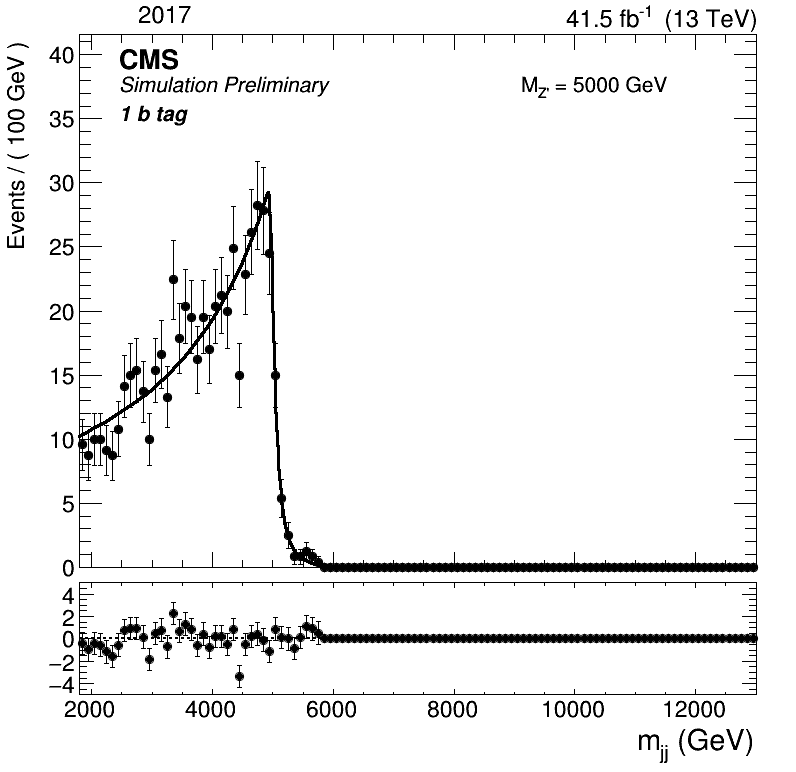 2017 41.5 fb⁻¹ (13 TeV)
CMS
Simulation Preliminary
M_Z' = 5000 GeV
1 b tag
Events / ( 100 GeV )
40
35
30
25
20
15
10
5
0
4
2
0
−2
−4
2000 4000 6000 8000 10000 12000
m_jj (GeV)